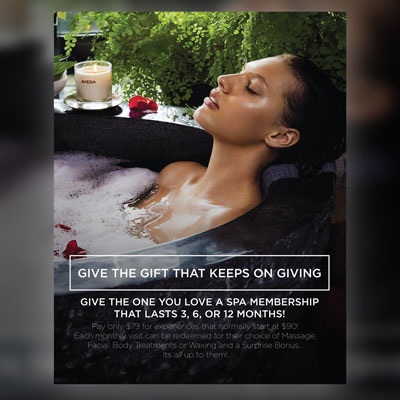 AVEDA
GIVE THE GIFT THAT KEEPS ON GIVING
GIVE THE ONE YOU LOVE A SPA MEMBERSHIP
THAT LASTS 3, 6, OR 12 MONTHS!
Pay only $79 for experiences that normally start at $90!
Each monthly visit can be redeemed for their choice of Massage,
Facial, Body Treatments or Waxing and a Surprise Bonus...
Its all up to them!